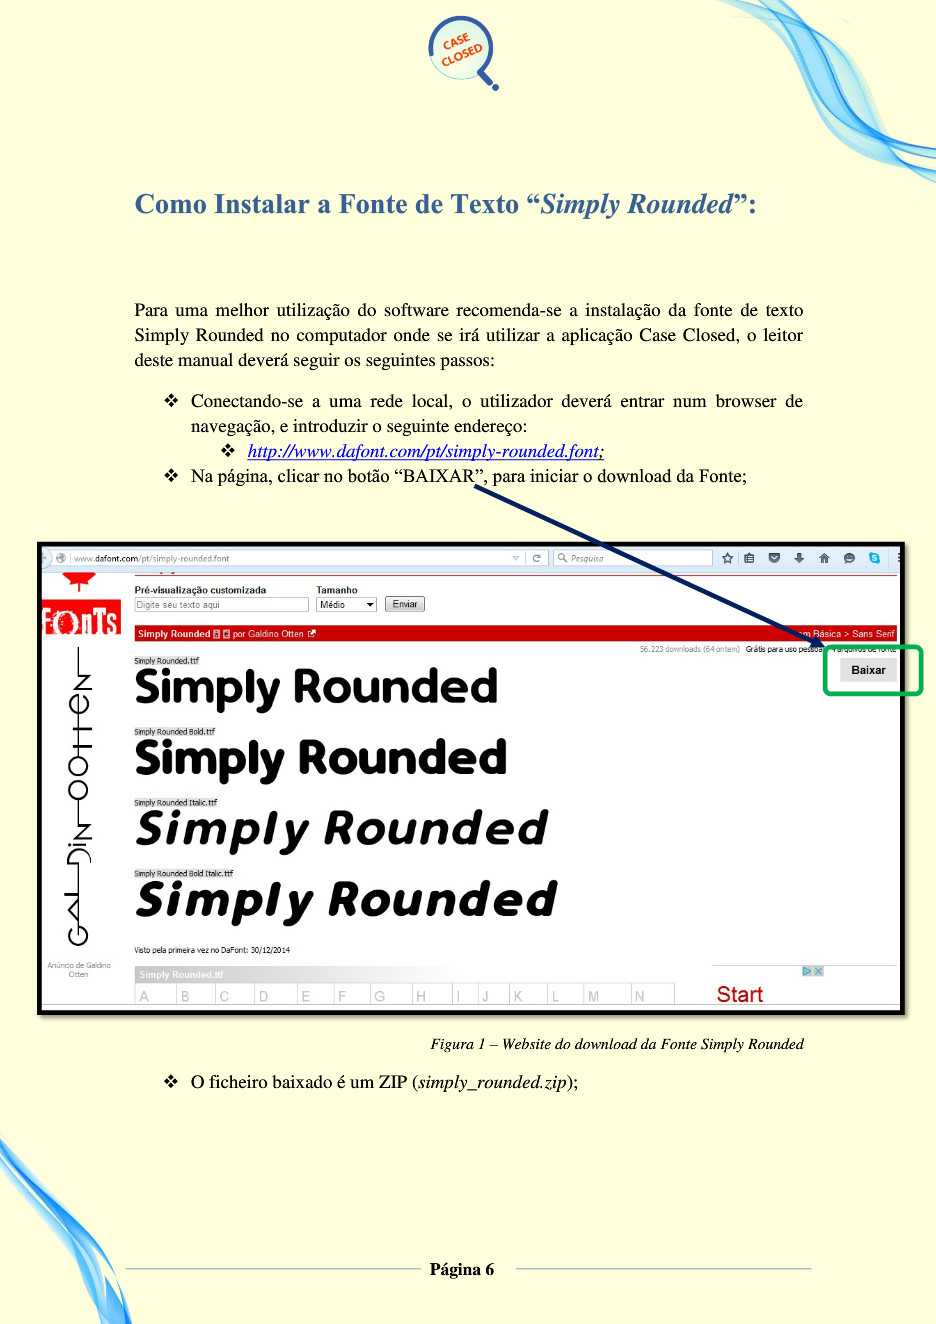 CASE
CLOSED
Como Instalar a Fonte de Texto “Simply Rounded”:
Para uma melhor utilização do software recomenda-se a instalação da fonte de texto
Simply Rounded no computador onde se irá utilizar a aplicação Case Closed, o leitor
deste manual deverá seguir os seguintes passos:
❖ Conectando-se a uma rede local, o utilizador deverá entrar num browser de
navegação, e introduzir o seguinte endereço:
❖ http://www.dafont.com/pt/simply-rounded.font;
❖ Na página, clicar no botão “BAIXAR”, para iniciar o download da Fonte;
www.dafont.com/pt/simply-rounded.font
Pesquisa
Pré-visualização customizada Tamanho
Digite seu texto aqui Médio Enviar
Fonts
Simply Rounded à € por Galdino Otten
Básica > Sans Serif
56.223 downloads (64 ontem) Grátis para uso
Baixar
Simply Rounded.ttf
Simply Rounded
Simply Rounded Bold.ttf
Simply Rounded
Simply Rounded Italic.ttf
Simply Rounded
Simply Rounded Bold Italic.ttf
Simply Rounded
GALDINO OTTEN
Visto pela primeira vez no DaFont: 30/12/2014
Anúncio de Galdino
Otten
Simply Rounded.ttf
A B C D E F G H I J K L M N
Start
Figura 1 – Website do download da Fonte Simply Rounded
❖ O ficheiro baixado é um ZIP (simply_rounded.zip);
Página 6